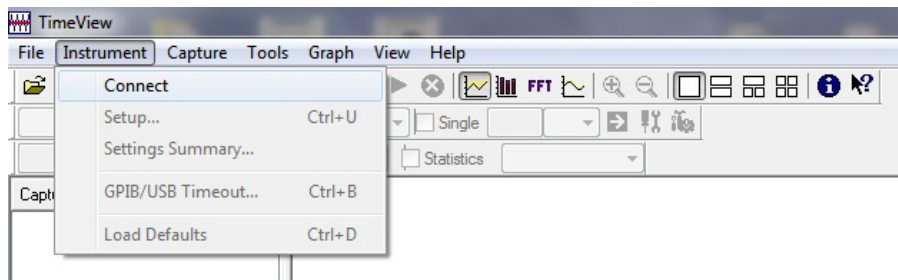 TimeView
File Instrument Capture Tools Graph View Help
Connect
FFT
Setup... Ctrl+U
Single
Settings Summary...
Statistics
GPIB/USB Timeout... Ctrl+B
Load Defaults Ctrl+D